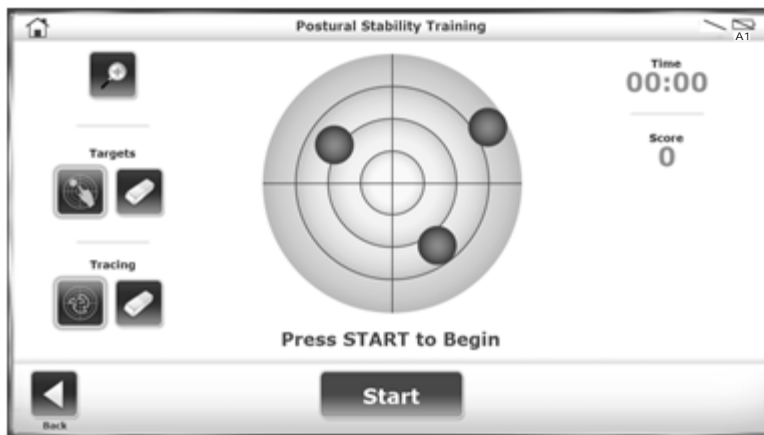 Postural Stability Training
A1
Time
00:00
Score
0
Targets
Tracing
Press START to Begin
Start
Back